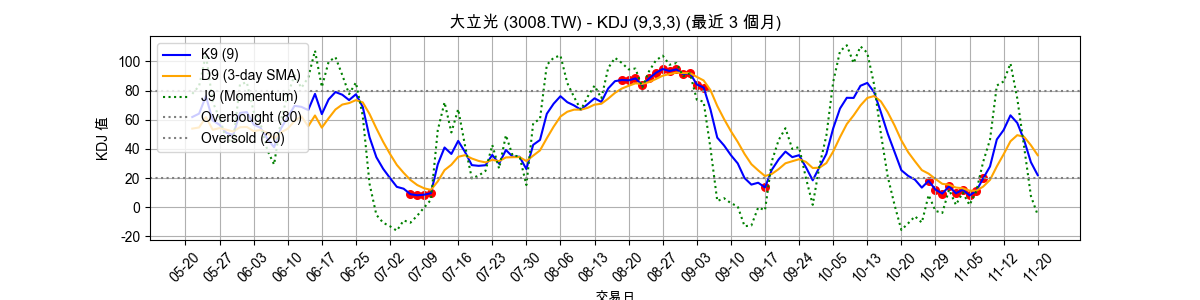 大立光 (3008.TW) - KDJ (9,3,3) (最近 3 個月)
KDJ 值
100
80
60
40
20
0
-20
K9 (9)
D9 (3-day SMA)
J9 (Momentum)
Overbought (80)
Oversold (20)
05-20 05-27 06-03 06-10 06-17 06-25 07-02 07-09 07-16 07-23 07-30 08-06 08-13 08-20 08-27 09-03 09-10 09-17 09-24 10-05 10-13 10-20 10-29 11-05 11-12 11-20
交易日